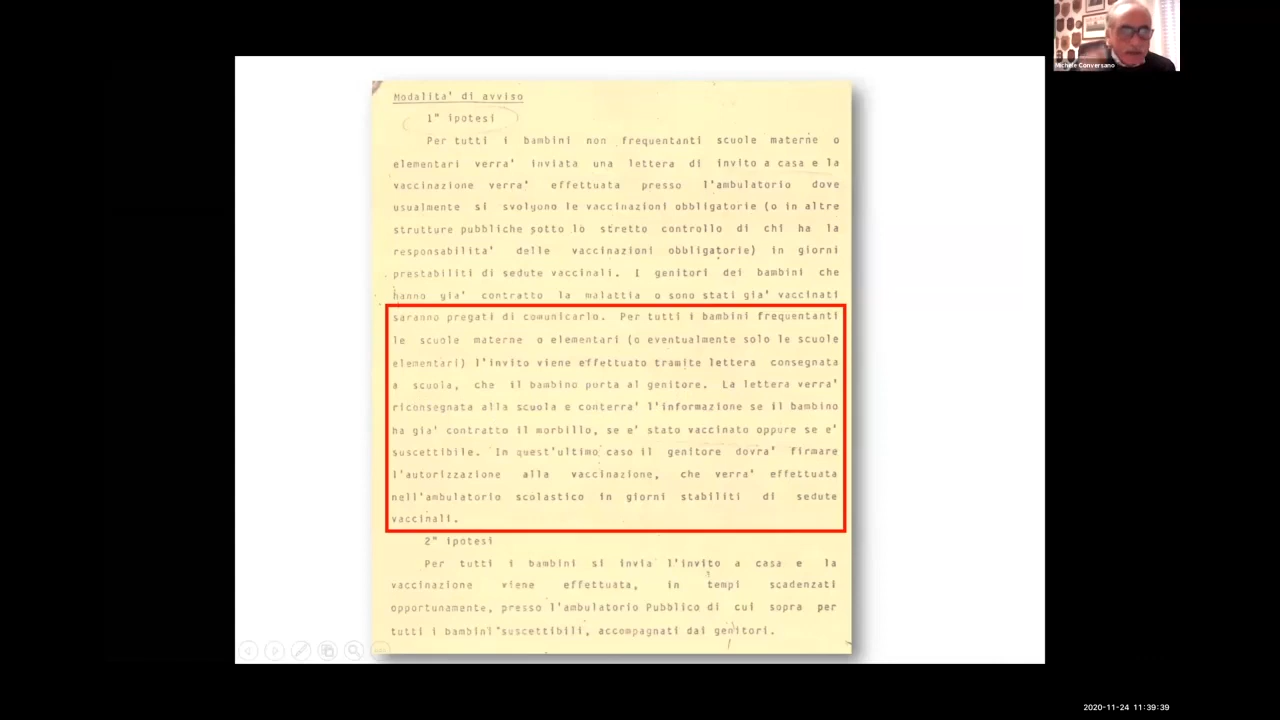 Michele Conversano
Modalita' di avviso
1" ipotesi
Per tutti i bambini non frequentanti scuole materne o
elementari verra' inviata una lettera di invito a casa e la
vaccinazione verra' effettuata presso l'ambulatorio dove
usualmente si svolgono le vaccinazioni obbligatorie (o in altre
strutture pubbliche sotto lo stretto controllo di chi ha la
responsabilita' delle vaccinazioni obbligatorie) in giorni
prestabiliti di sedute vaccinali. I genitori dei bambini che
hanno gia' contratto la malattia o sono stati gia' vaccinati
saranno pregati di comunicarlo. Per tutti i bambini frequentanti
le scuole materne o elementari (o eventualmente solo le scuole
elementari) l'invito viene effettuato tramite lettera consegnata
a scuola, che il bambino porta al genitore. La lettera verra'
riconsegnata alla scuola e conterra' l'informazione se il bambino
ha gia' contratto il morbillo, se e' stato vaccinato oppure se e'
suscettibile. In quest'ultimo caso il genitore dovra' firmare
l'autorizzazione alla vaccinazione, che verra' effettuata
nell'ambulatorio scolastico in giorni stabiliti di sedute
vaccinali.
2" ipotesi
Per tutti i bambini si invia l'invito a casa e la
vaccinazione viene effettuata, in tempi scadenzati
opportunamente, presso l'ambulatorio Pubblico di cui sopra per
tutti i bambini suscettibili, accompagnati dai genitori.
2020-11-24 11:39:39